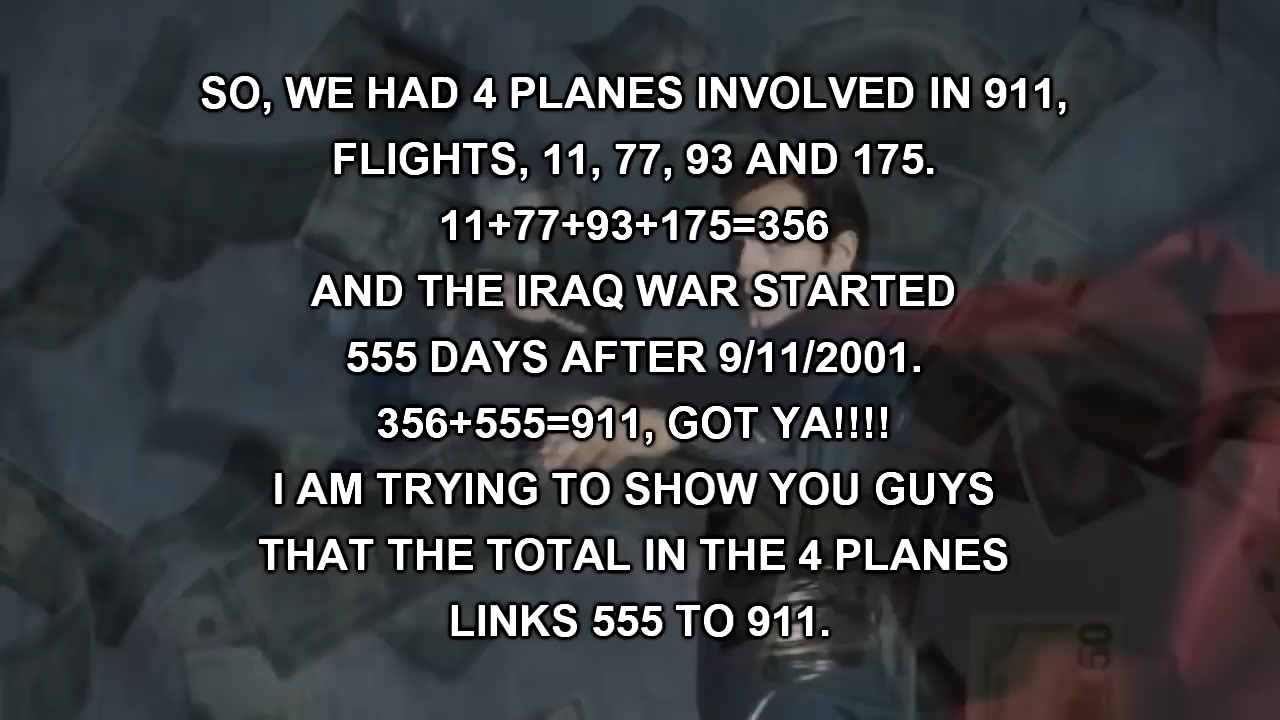 SO, WE HAD 4 PLANES INVOLVED IN 911,
FLIGHTS, 11, 77, 93 AND 175.
11+77+93+175=356
AND THE IRAQ WAR STARTED
555 DAYS AFTER 9/11/2001.
356+555=911, GOT YA!!!!
I AM TRYING TO SHOW YOU GUYS
THAT THE TOTAL IN THE 4 PLANES
LINKS 555 TO 911.
50